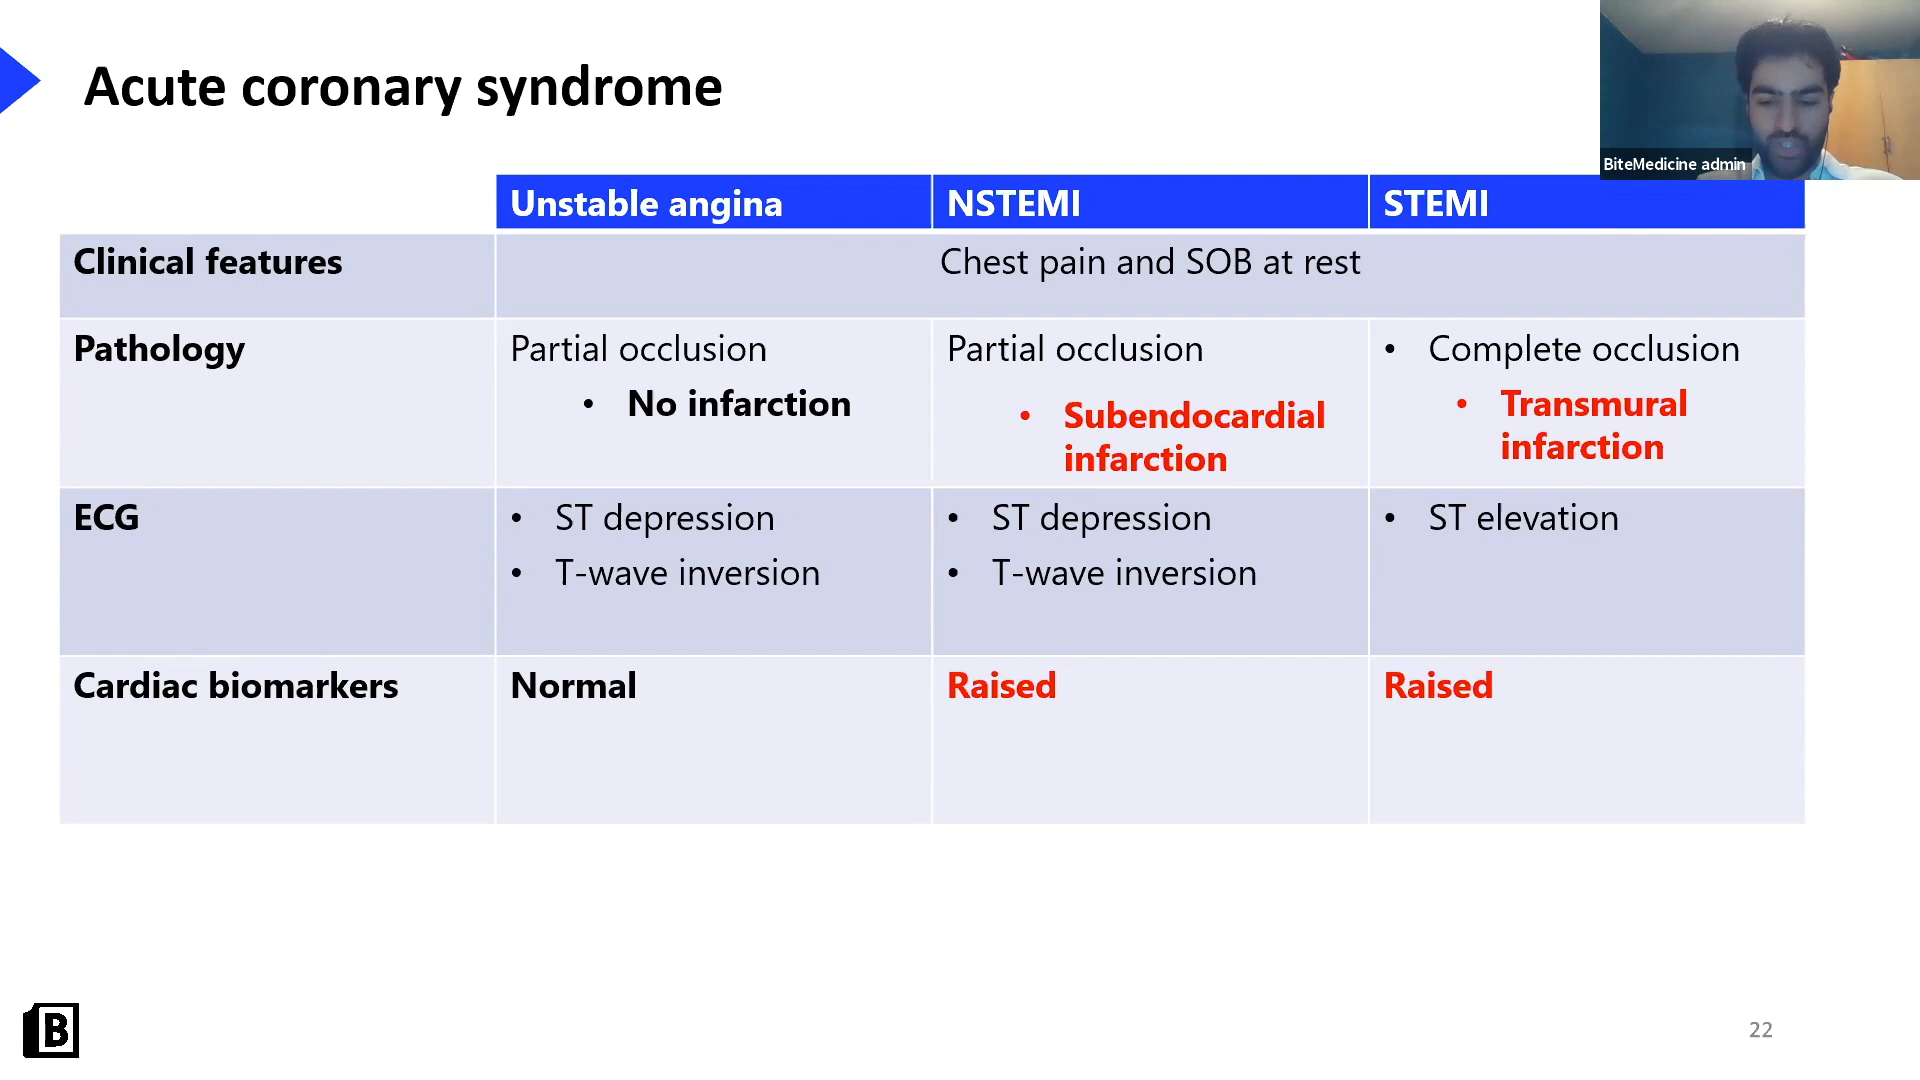 Acute coronary syndrome
BiteMedicine admin
Unstable angina
NSTEMI
STEMI
Clinical features
Chest pain and SOB at rest
Pathology
Partial occlusion
• No infarction
Partial occlusion
• Subendocardial
infarction
• Complete occlusion
• Transmural
infarction
ECG
• ST depression
• T-wave inversion
• ST depression
• T-wave inversion
• ST elevation
Cardiac biomarkers
Normal
Raised
Raised
B
22